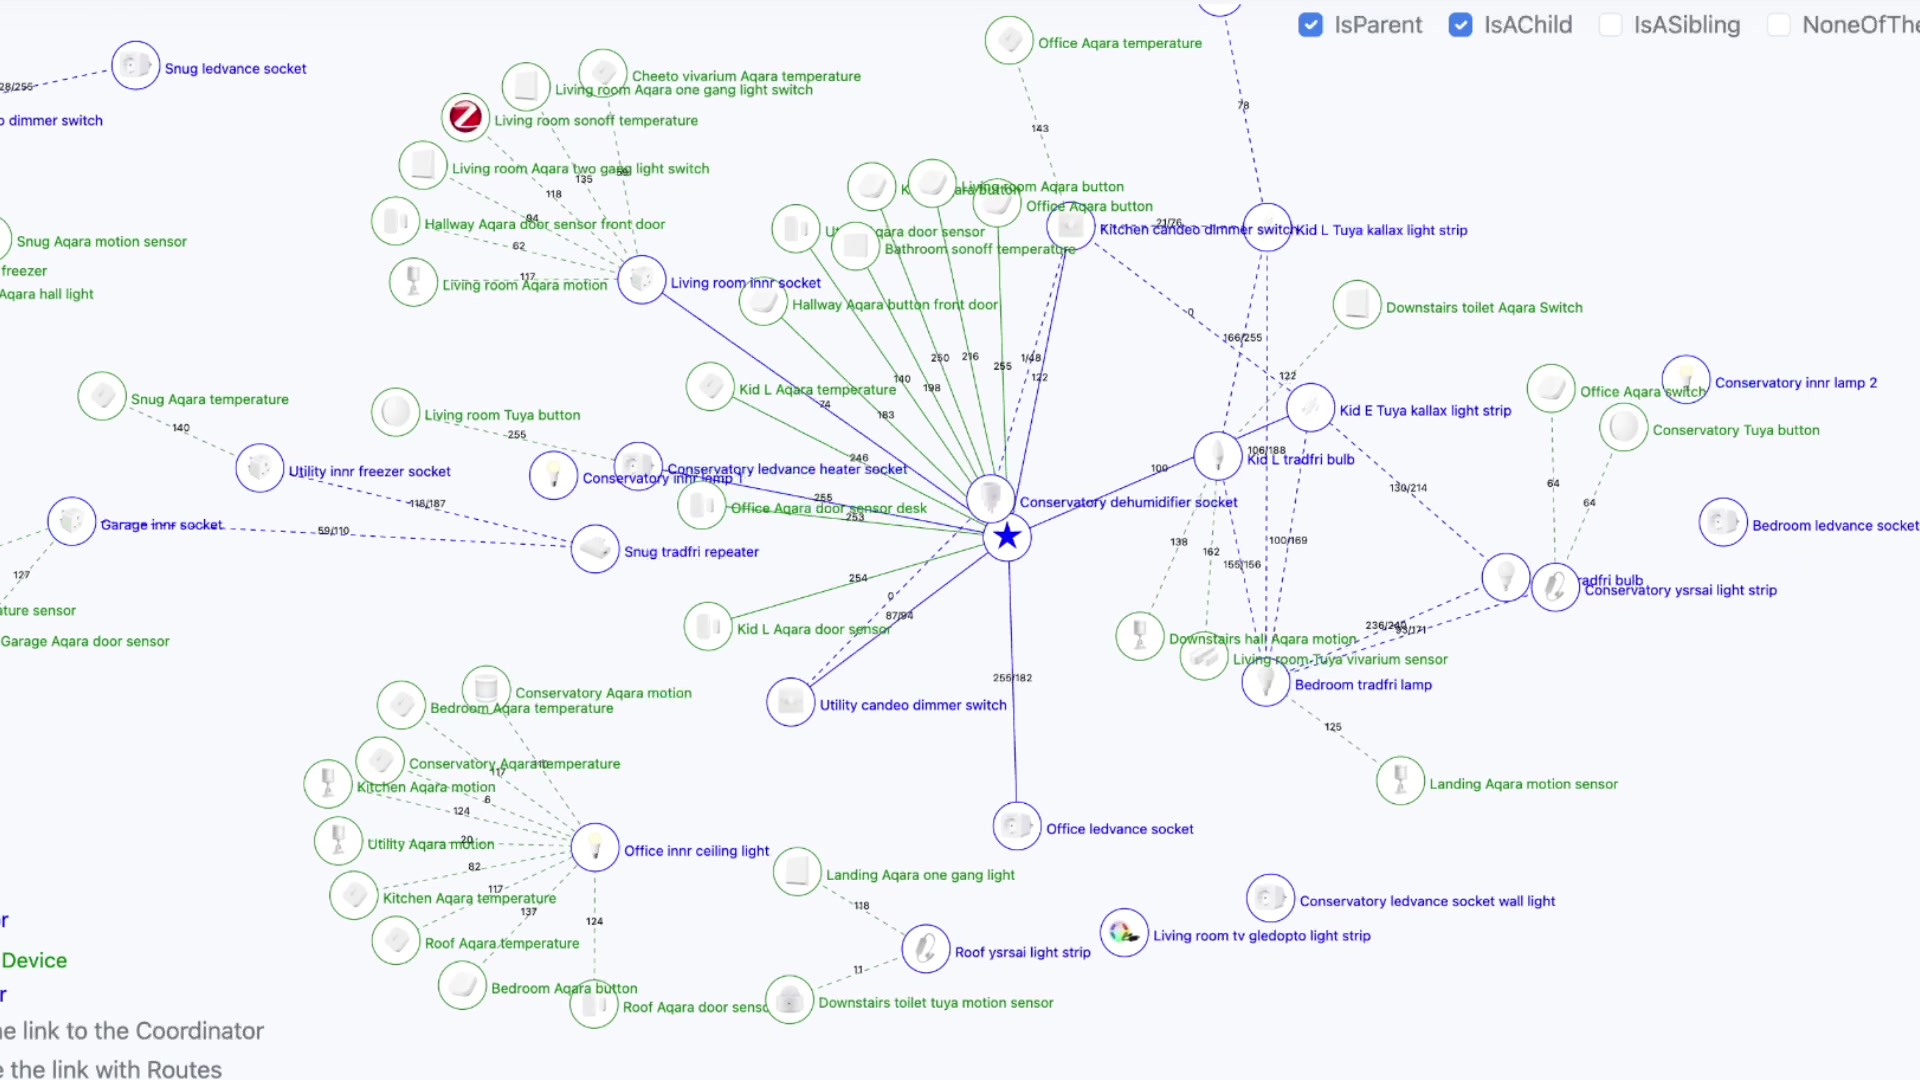 IsParent
IsAChild
IsASibling
NoneOfThe
Office Aqara temperature
Snug ledvance socket
28/255
o dimmer switch
Cheeto vivarium Aqara temperature
Living room Aqara one gang light switch
Living room sonoff temperature
Living room Aqara two gang light switch
Hallway Aqara door sensor front door
Living room Aqara motion
Living room innr socket
135
118
94
62
117
78
143
Living room Aqara button
Office Aqara button
Bathroom sonoff temperature
Hallway Aqara button front door
Kitchen candeo dimmer switch
21/76
Kid L Tuya kallax light strip
Snug Aqara motion sensor
freezer
Aqara hall light
Downstairs toilet Aqara Switch
0
166/255
122
250
216
255
1/48
122
140
198
183
74
246
Kid L Aqara temperature
Snug Aqara temperature
140
Living room Tuya button
255
Office Aqara switch
Conservatory innr lamp 2
Conservatory Tuya button
Kid E Tuya kallax light strip
Kid L tradfri bulb
106/188
100
130/214
64
64
Utility innr freezer socket
118/187
Conservatory ledvance heater socket
Conservatory innr lamp 1
Office Aqara door sensor desk
255
253
Conservatory dehumidifier socket
Bedroom ledvance socket
Garage innr socket
59/110
Snug tradfri repeater
127
138
162
155/156
100/169
254
0
87/94
Kid L Aqara door sensor
radfri bulb
Conservatory ysrsai light strip
236/240
93/171
ture sensor
Garage Aqara door sensor
Downstairs hall Aqara motion
Living room Tuya vivarium sensor
Bedroom tradfri lamp
255/182
125
Utility candeo dimmer switch
Landing Aqara motion sensor
Conservatory Aqara motion
Bedroom Aqara temperature
Conservatory Aqara temperature
117
Kitchen Aqara motion
6
124
Utility Aqara motion
20
82
Kitchen Aqara temperature
117
137
124
Roof Aqara temperature
Bedroom Aqara button
Office innr ceiling light
Office ledvance socket
Landing Aqara one gang light
118
Roof ysrsai light strip
11
Downstairs toilet tuya motion sensor
Living room tv gledopto light strip
Conservatory ledvance socket wall light
r
Device
r
ne link to the Coordinator
e the link with Routes